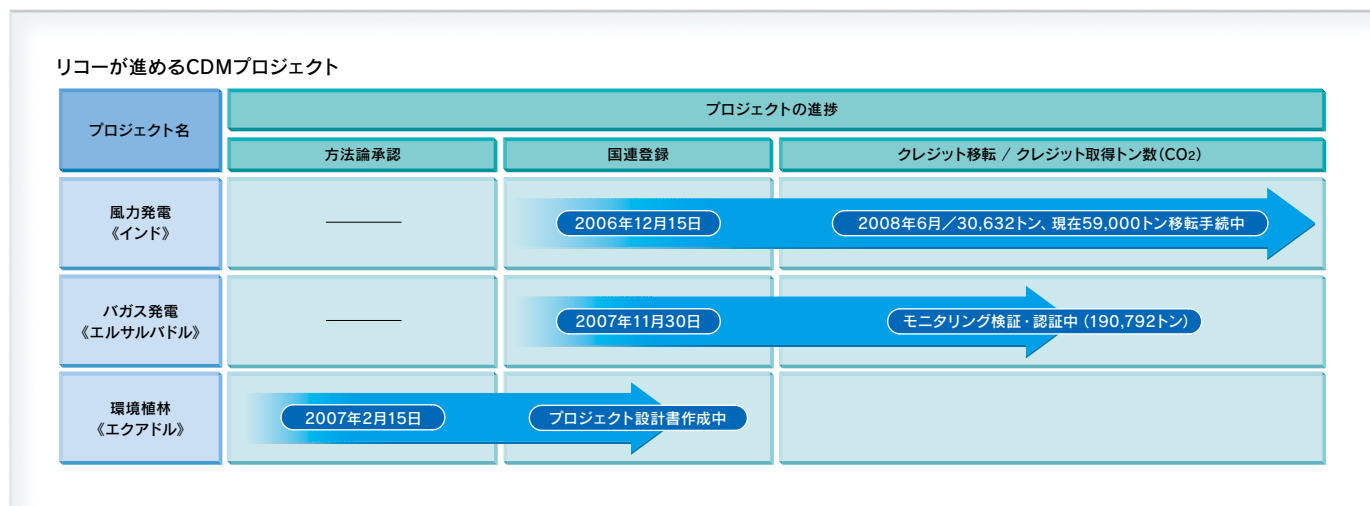 リコーが進めるCDMプロジェクト
プロジェクト名
プロジェクトの進捗
方法論承認
国連登録
クレジット移転 / クレジット取得トン数(CO2)
風力発電
《インド》
2006年12月15日
2008年6月／30,632トン、現在59,000トン移転手続中
バガス発電
《エルサルバドル》
2007年11月30日
モニタリング検証・認証中（190,792トン）
環境植林
《エクアドル》
2007年2月15日
プロジェクト設計書作成中